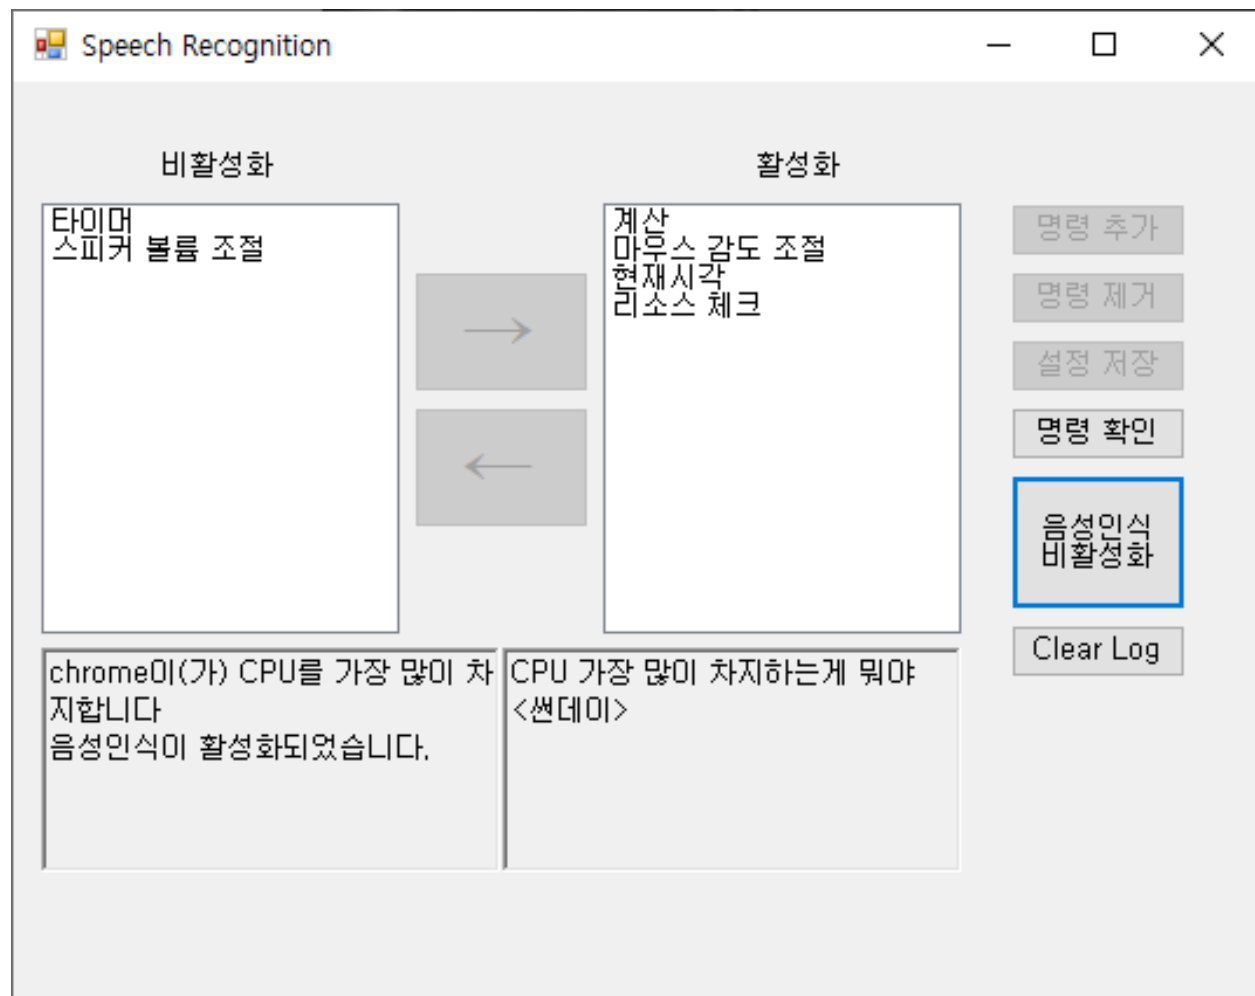 Speech Recognition
비활성화
활성화
타이머
스피커 볼륨 조절
→
←
계산
마우스 감도 조절
현재시각
리소스 체크
명령 추가
명령 제거
설정 저장
명령 확인
음성인식
비활성화
Clear Log
chrome이(가) CPU를 가장 많이 차
지합니다
음성인식이 활성화되었습니다.
CPU 가장 많이 차지하는게 뭐야
<썬데이>